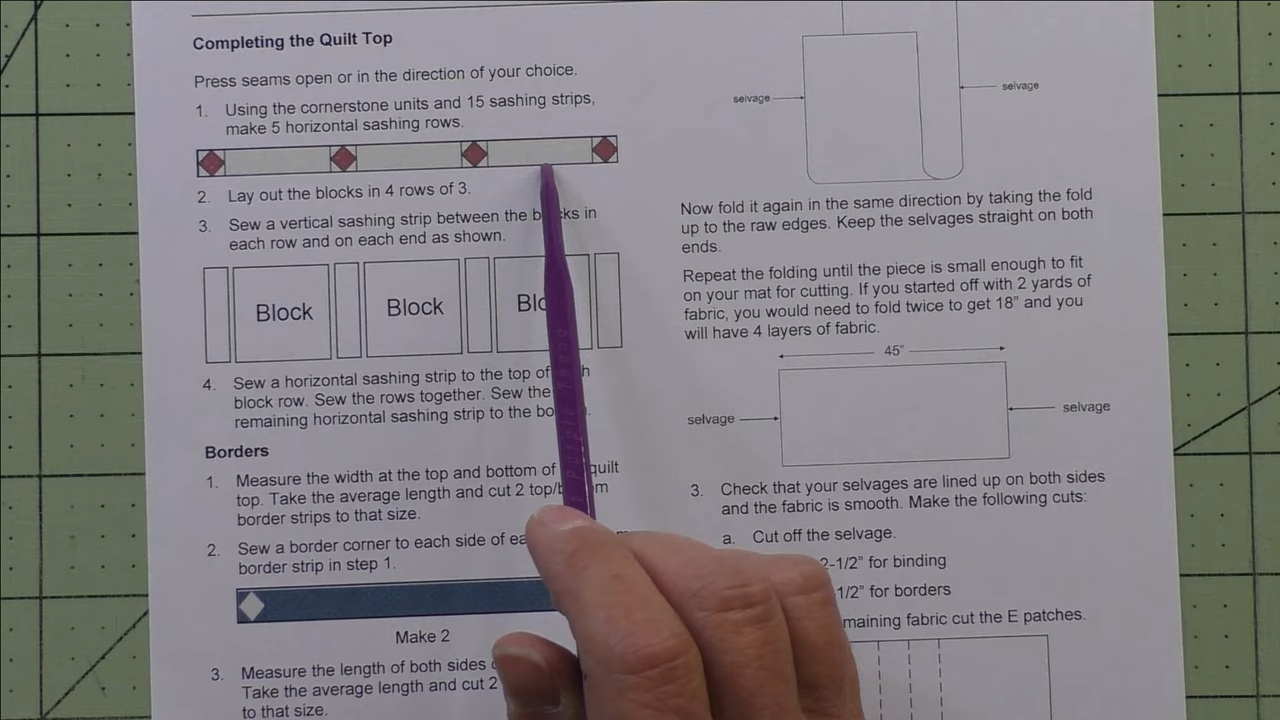 Completing the Quilt Top
Press seams open or in the direction of your choice.
1. Using the cornerstone units and 15 sashing strips,
make 5 horizontal sashing rows.
2. Lay out the blocks in 4 rows of 3.
3. Sew a vertical sashing strip between the in
each row and on each end as shown.
Block Block
4. Sew a horizontal sashing strip to the top of
block row. Sew the rows together. Sew the
remaining horizontal sashing strip to the
Borders
1. Measure the width at the top and bottom of quilt
top. Take the average length and cut 2
border strips to that size.
2. Sew a border corner to each side of
border strip in step 1.
Make 2
3. Measure the length of both sides
Take the average length and cut 2
to that size.
selvage
selvage
Now fold it again in the same direction by taking the fold
up to the raw edges. Keep the selvages straight on both
ends.
Repeat the folding until the piece is small enough to fit
on your mat for cutting. If you started off with 2 yards of
fabric, you would need to fold twice to get 18” and you
will have 4 layers of fabric.
45”
selvage
selvage
3. Check that your selvages are lined up on both sides
and the fabric is smooth. Make the following cuts:
a. Cut off the selvage.
2-1/2” for binding
1/2” for borders
fabric cut the E patches.